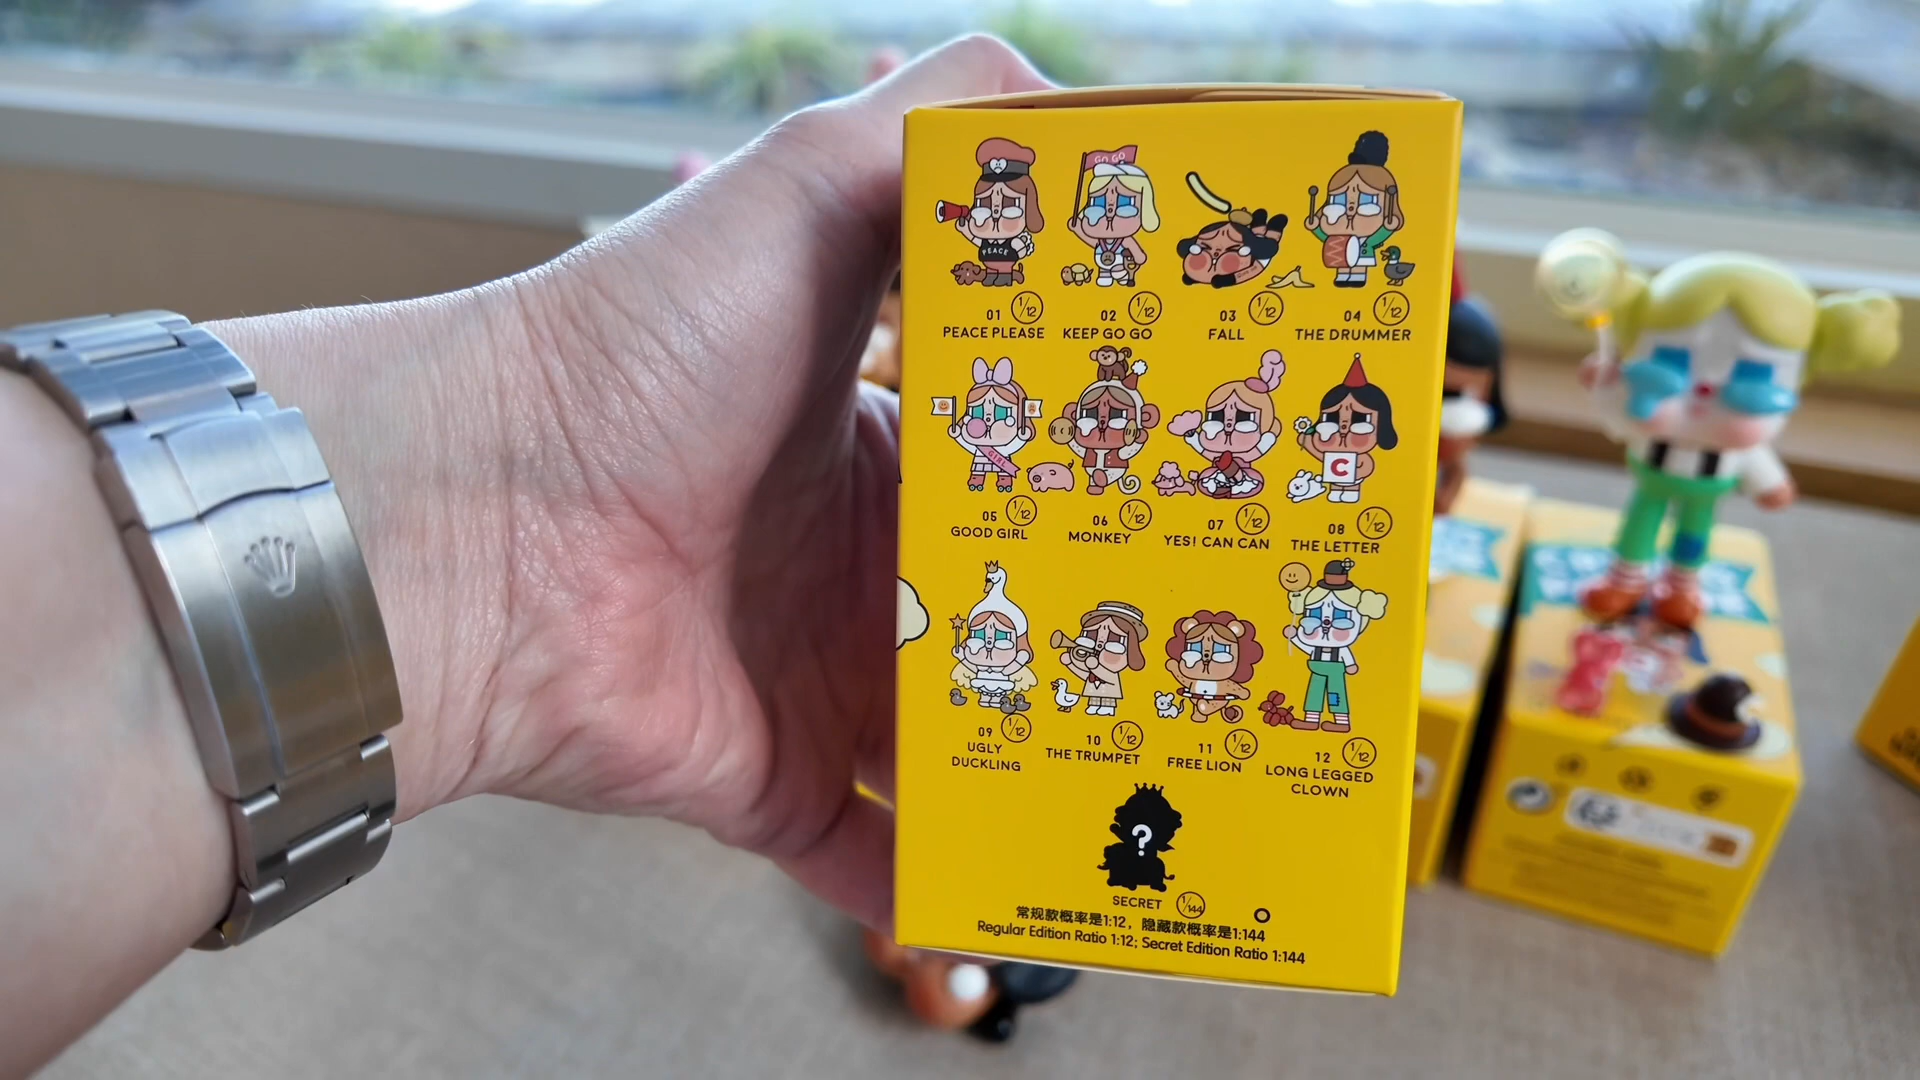 GO GO
PEACE
01 1/12
PEACE PLEASE
02 1/12
KEEP GO GO
03 1/12
FALL
04 1/12
THE DRUMMER
GIRL
C
05 1/12
GOOD GIRL
06 1/12
MONKEY
07 1/12
YES! CAN CAN
08 1/12
THE LETTER
09 1/12
UGLY
DUCKLING
10 1/12
THE TRUMPET
11 1/12
FREE LION
12 1/12
LONG LEGGED
CLOWN
?
SECRET 1/144
常规款概率是1:12，隐藏款概率是1:144
Regular Edition Ratio 1:12; Secret Edition Ratio 1:144